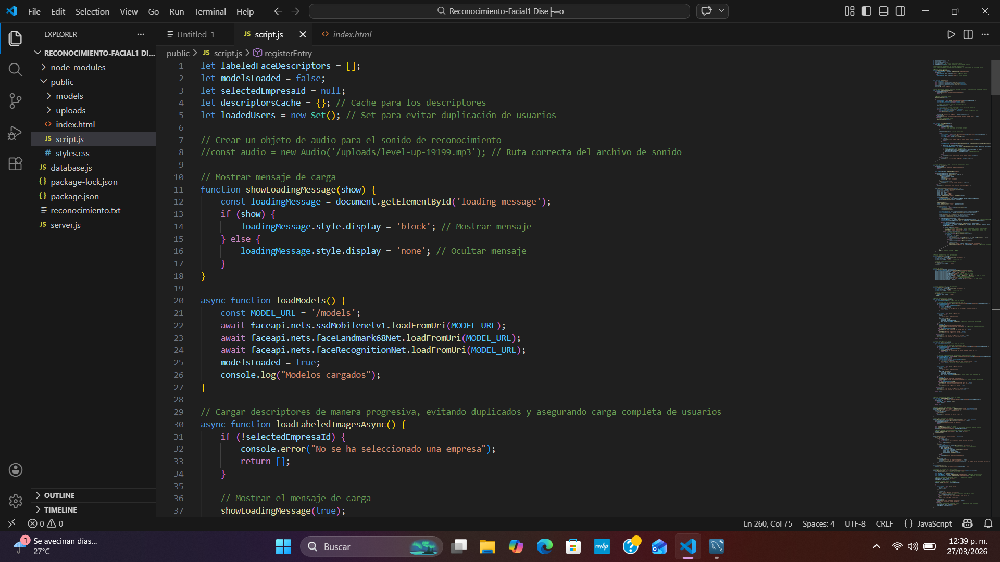 File Edit Selection View Go Run Terminal Help
Reconocimiento-Facial1 Dise
EXPLORER
Untitled-1
JS script.js
index.html
RECONOCIMIENTO-FACIAL1 DI...
public > JS script.js > registerEntry
node_modules
public
models
uploads
index.html
JS script.js
# styles.css
JS database.js
{} package-lock.json
{} package.json
reconocimiento.txt
JS server.js
OUTLINE
TIMELINE
1 let labeledFaceDescriptors = [];
2 let modelsLoaded = false;
3 let selectedEmpresaId = null;
4 let descriptorsCache = {}; // Cache para los descriptores
5 let loadedUsers = new Set(); // Set para evitar duplicación de usuarios
6
7 // Crear un objeto de audio para el sonido de reconocimiento
8 //const audio = new Audio('/uploads/level-up-19199.mp3'); // Ruta correcta del archivo de sonido
9
10 // Mostrar mensaje de carga
11 function showLoadingMessage(show) {
12 const loadingMessage = document.getElementById('loading-message');
13 if (show) {
14 loadingMessage.style.display = 'block'; // Mostrar mensaje
15 } else {
16 loadingMessage.style.display = 'none'; // Ocultar mensaje
17 }
18 }
19
20 async function loadModels() {
21 const MODEL_URL = '/models';
22 await faceapi.nets.ssdMobilenetv1.loadFromUri(MODEL_URL);
23 await faceapi.nets.faceLandmark68Net.loadFromUri(MODEL_URL);
24 await faceapi.nets.faceRecognitionNet.loadFromUri(MODEL_URL);
25 modelsLoaded = true;
26 console.log("Modelos cargados");
27 }
28
29 // Cargar descriptores de manera progresiva, evitando duplicados y asegurando carga completa de usuarios
30 async function loadLabeledImagesAsync() {
31 if (!selectedEmpresaId) {
32 console.error("No se ha seleccionado una empresa");
33 return [];
34 }
35
36 // Mostrar el mensaje de carga
37 showLoadingMessage(true);
0 0
Ln 260, Col 75 Spaces: 4 UTF-8 CRLF {} JavaScript
1
Se avecinan días...
27°C
Buscar
myhp
12:39 p. m.
27/03/2026